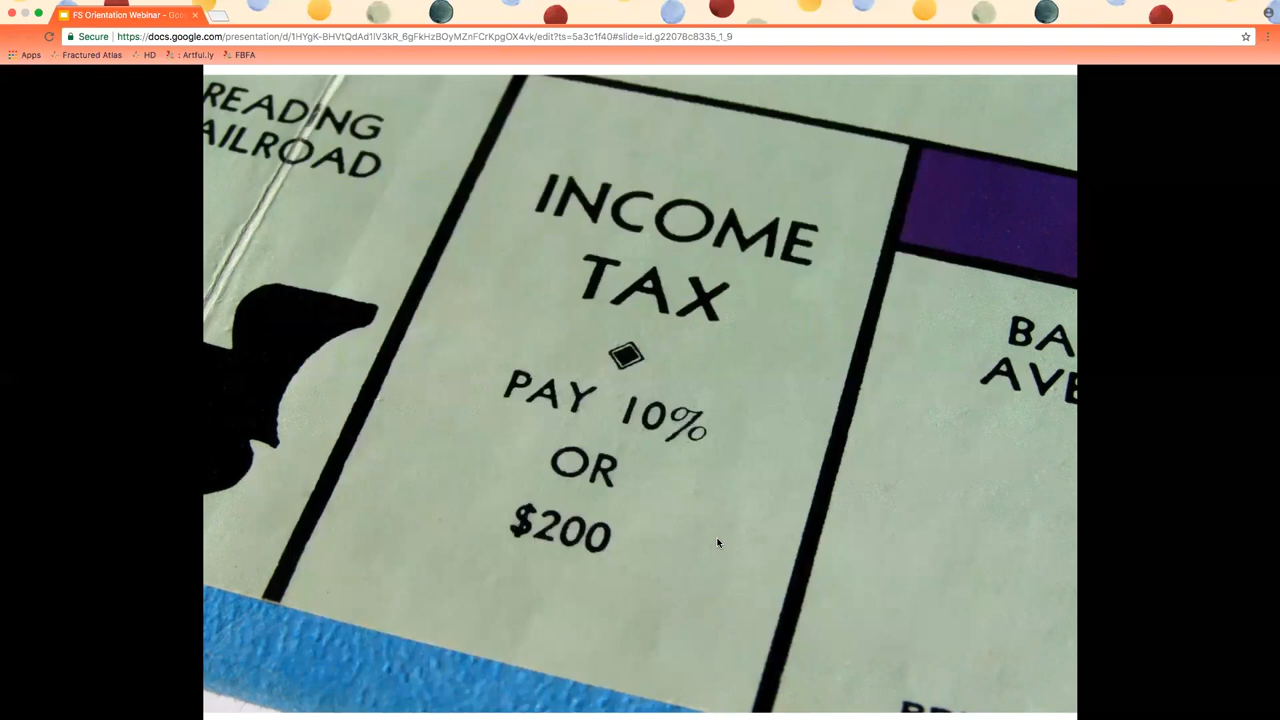 FS Orientation Webinar - Goo
Secure https://docs.google.com/presentation/d/1HYgK-BHVtQdAd1IV3kR_6gFkHzBOyMZnFCrKpgOX4vk/edit?ts=5a3c1f40#slide=id.g22078c8335_1_9
Apps Fractured Atlas HD : Artful.ly FBFA
READING
AILROAD
INCOME
TAX
PAY 10%
OR
$200
BA
AVE